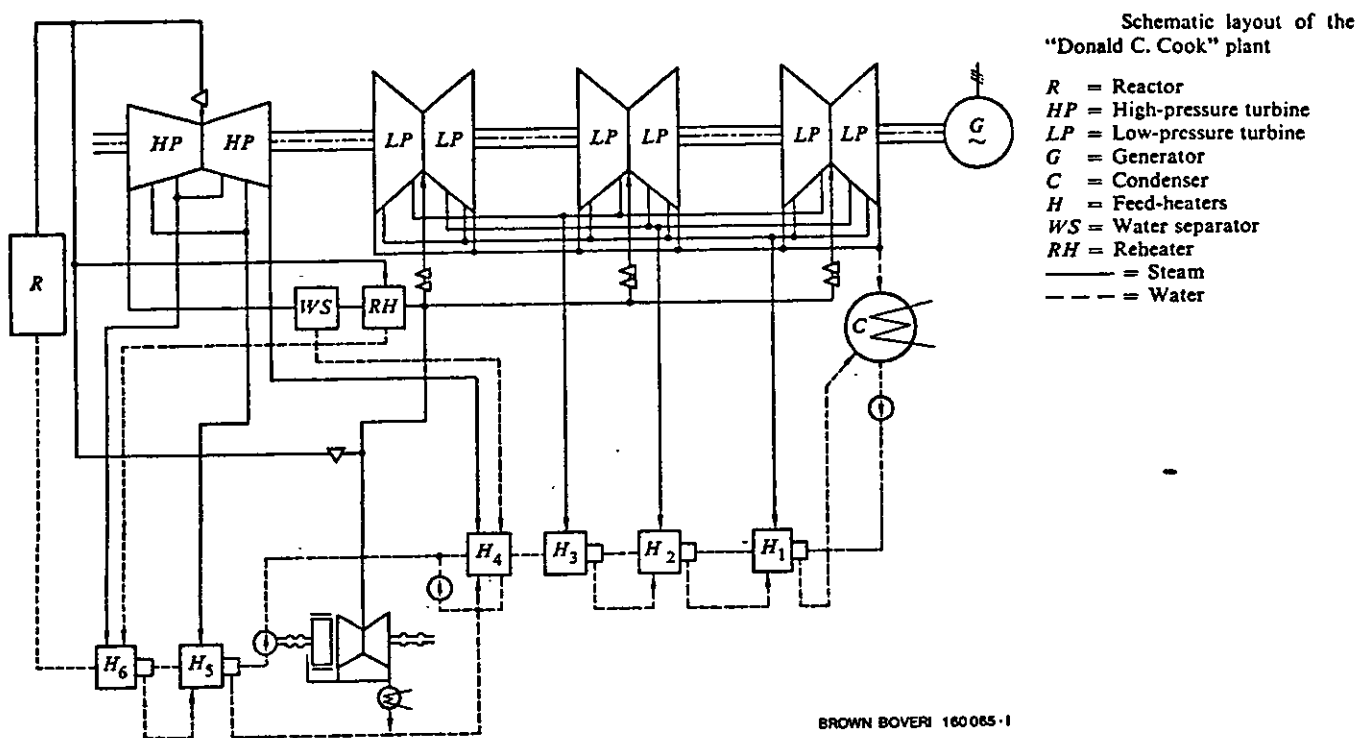 Schematic layout of the
"Donald C. Cook" plant
R = Reactor
HP = High-pressure turbine
LP = Low-pressure turbine
G = Generator
C = Condenser
H = Feed-heaters
WS = Water separator
RH = Reheater
= Steam
= Water
HP HP LP LP LP LP LP LP G
~
R
WS RH C
H4 H3 H2 H1
H6 H5
BROWN BOVERI 160065·I